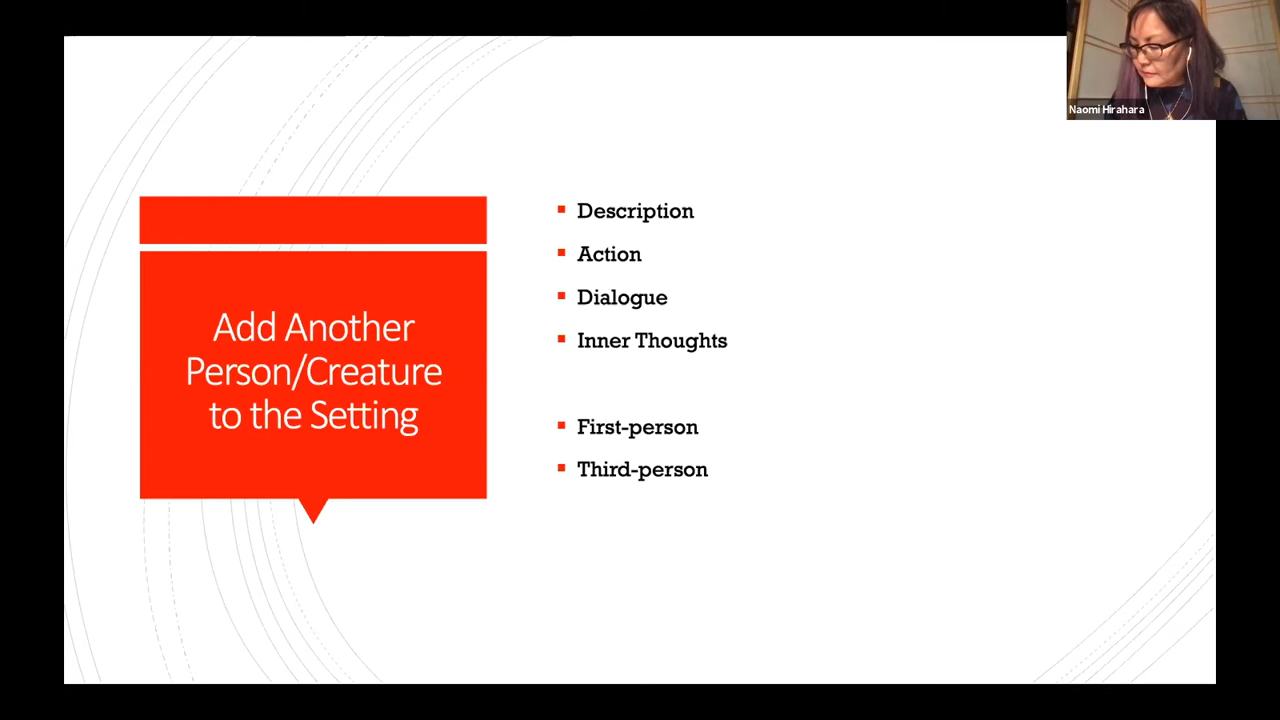 Naomi Hirahara
Add Another
Person/Creature
to the Setting
Description
Action
Dialogue
Inner Thoughts
First-person
Third-person